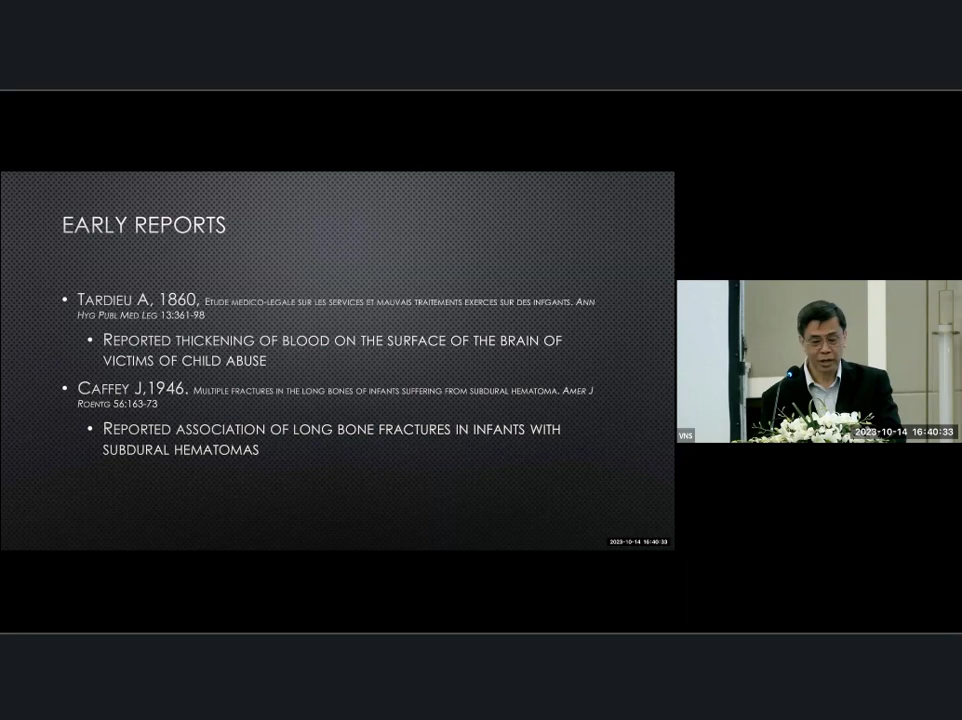 EARLY REPORTS
• TARDIEU A, 1860, ETUDE MEDICO-LEGALE SUR LES SERVICES ET MAUVAIS TRAITEMENTS EXERCES SUR DES INFGANTS. ANN
HYG PUBL MED LEG 13:361-98
• REPORTED THICKENING OF BLOOD ON THE SURFACE OF THE BRAIN OF
VICTIMS OF CHILD ABUSE
• CAFFEY J,1946. MULTIPLE FRACTURES IN THE LONG BONES OF INFANTS SUFFERING FROM SUBDURAL HEMATOMA. AMER J
ROENTG 56:163-73
• REPORTED ASSOCIATION OF LONG BONE FRACTURES IN INFANTS WITH
SUBDURAL HEMATOMAS
2023-10-14 16:40:33
VNS
2023-10-14 16:40:33